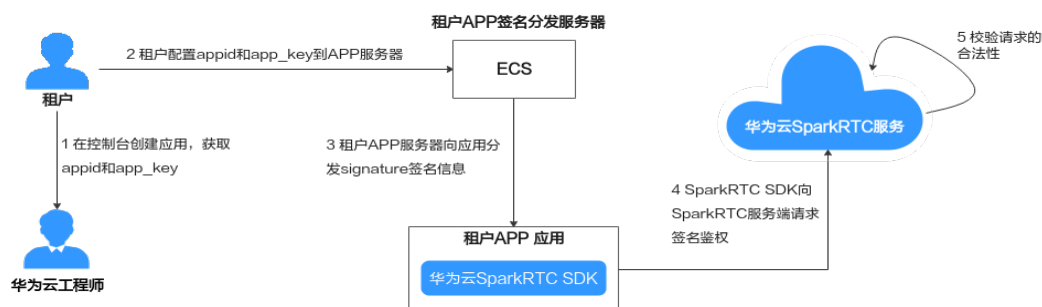 租户APP签名分发服务器
2 租户配置appid和app_key到APP服务器
ECS
5 校验请求的
合法性
租户
华为云SparkRTC服务
1 在控制台创建应用，获取
appid和app_key
3 租户APP服务器向应用分
发signature签名信息
4 SparkRTC SDK向
SparkRTC服务端请求
签名鉴权
租户APP 应用
华为云SparkRTC SDK
华为云工程师